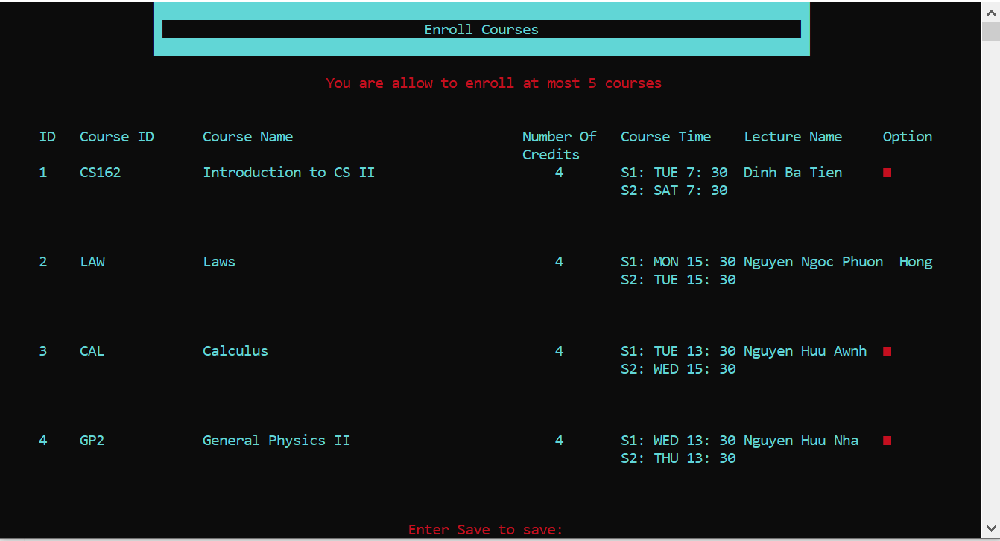 Enroll Courses
You are allow to enroll at most 5 courses
ID Course ID Course Name Number Of Course Time Lecture Name Option
Credits
1 CS162 Introduction to CS II 4 S1: TUE 7: 30 Dinh Ba Tien
S2: SAT 7: 30
2 LAW Laws 4 S1: MON 15: 30 Nguyen Ngoc Phuon Hong
S2: TUE 15: 30
3 CAL Calculus 4 S1: TUE 13: 30 Nguyen Huu Awnh
S2: WED 15: 30
4 GP2 General Physics II 4 S1: WED 13: 30 Nguyen Huu Nha
S2: THU 13: 30
Enter Save to save: